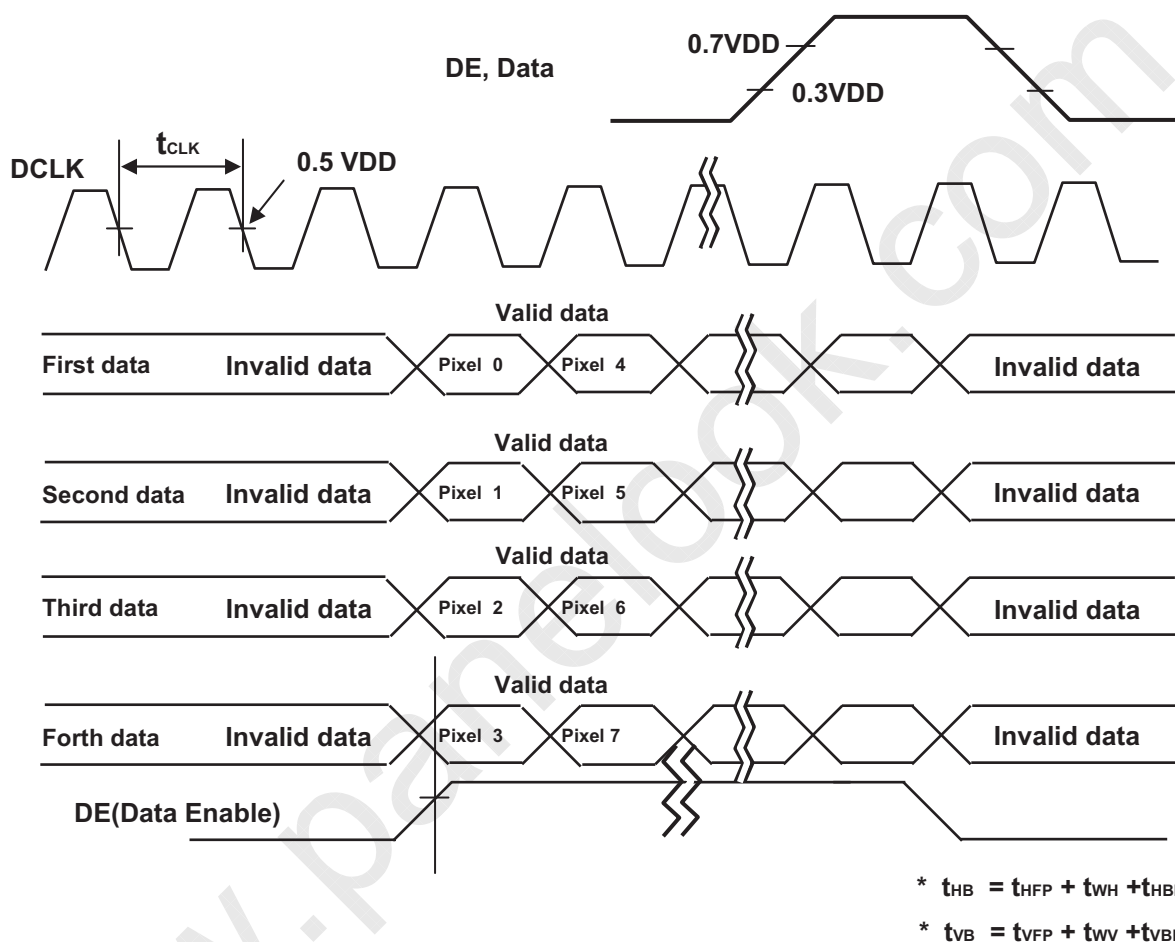 0.7VDD
DE, Data
0.3VDD
tCLK
0.5 VDD
DCLK
Valid data
First data Invalid data Pixel 0 Pixel 4 Invalid data
Valid data
Second data Invalid data Pixel 1 Pixel 5 Invalid data
Valid data
Third data Invalid data Pixel 2 Pixel 6 Invalid data
Valid data
Forth data Invalid data Pixel 3 Pixel 7 Invalid data
DE(Data Enable)
* tHB = tHFP + tWH +
* tVB = tVFP + tWV +
.panelook.com